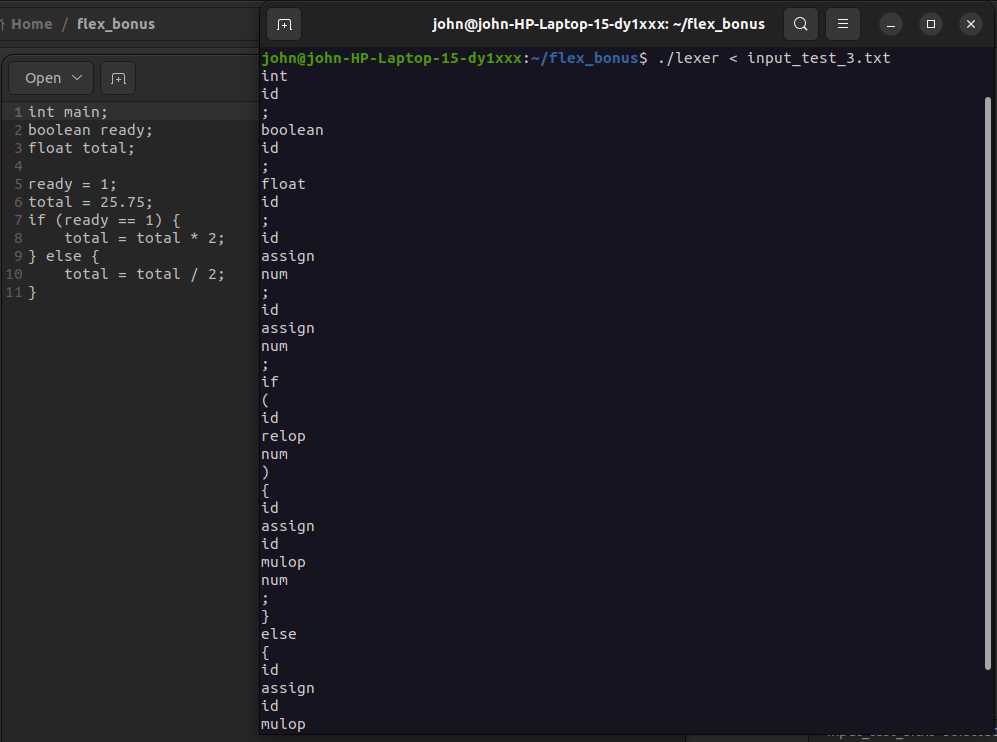 Home / flex_bonus
Open
1 int main;
2 boolean ready;
3 float total;
4
5 ready = 1;
6 total = 25.75;
7 if (ready == 1) {
8     total = total * 2;
9 } else {
10     total = total / 2;
11 }
john@john-HP-Laptop-15-dy1xxx: ~/flex_bonus
john@john-HP-Laptop-15-dy1xxx:~/flex_bonus$ ./lexer < input_test_3.txt
int
id
;
boolean
id
;
float
id
;
id
assign
num
;
id
assign
num
;
if
(
id
relop
num
)
{
id
assign
id
mulop
num
;
}
else
{
id
assign
id
mulop